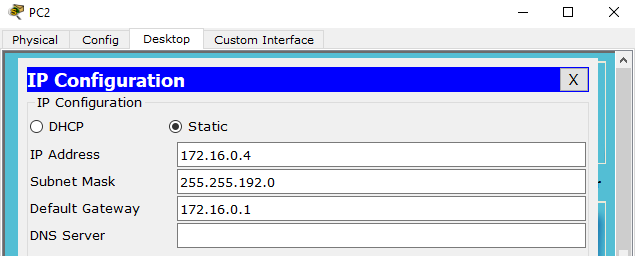 PC2
Physical Config Desktop Custom Interface
IP Configuration X
IP Configuration
DHCP Static
IP Address 172.16.0.4
Subnet Mask 255.255.192.0
Default Gateway 172.16.0.1
DNS Server